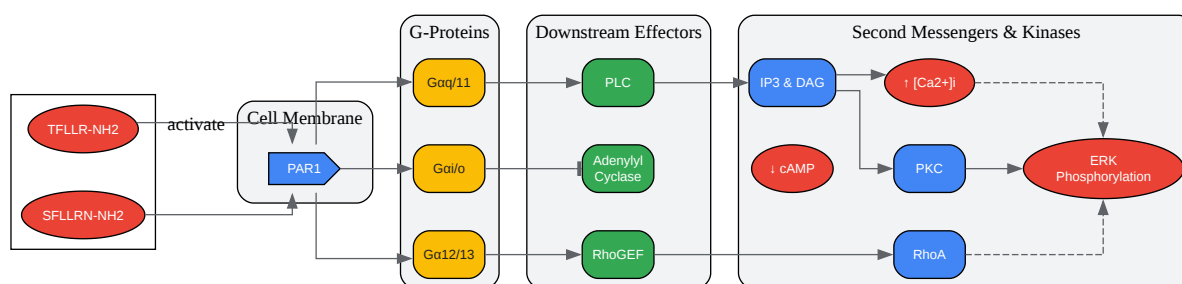 G-Proteins
Downstream Effectors
Second Messengers & Kinases
Gαq/11
PLC
IP3 & DAG
↑ [Ca2+]i
TFLLR-NH2
activate
Cell Membrane
PAR1
Gαi/o
Adenylyl
Cyclase
↓ cAMP
PKC
ERK
Phosphorylation
SFLLRN-NH2
Gα12/13
RhoGEF
RhoA